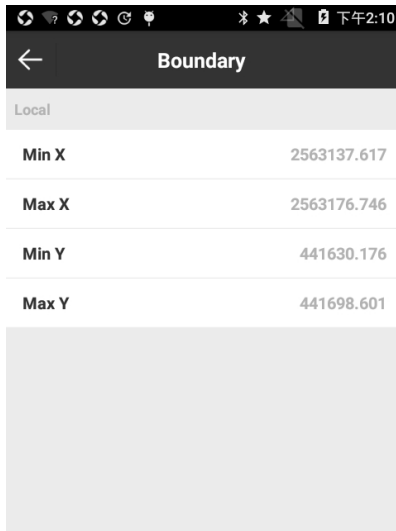 下午2:10
Boundary
Local
Min X 2563137.617
Max X 2563176.746
Min Y 441630.176
Max Y 441698.601